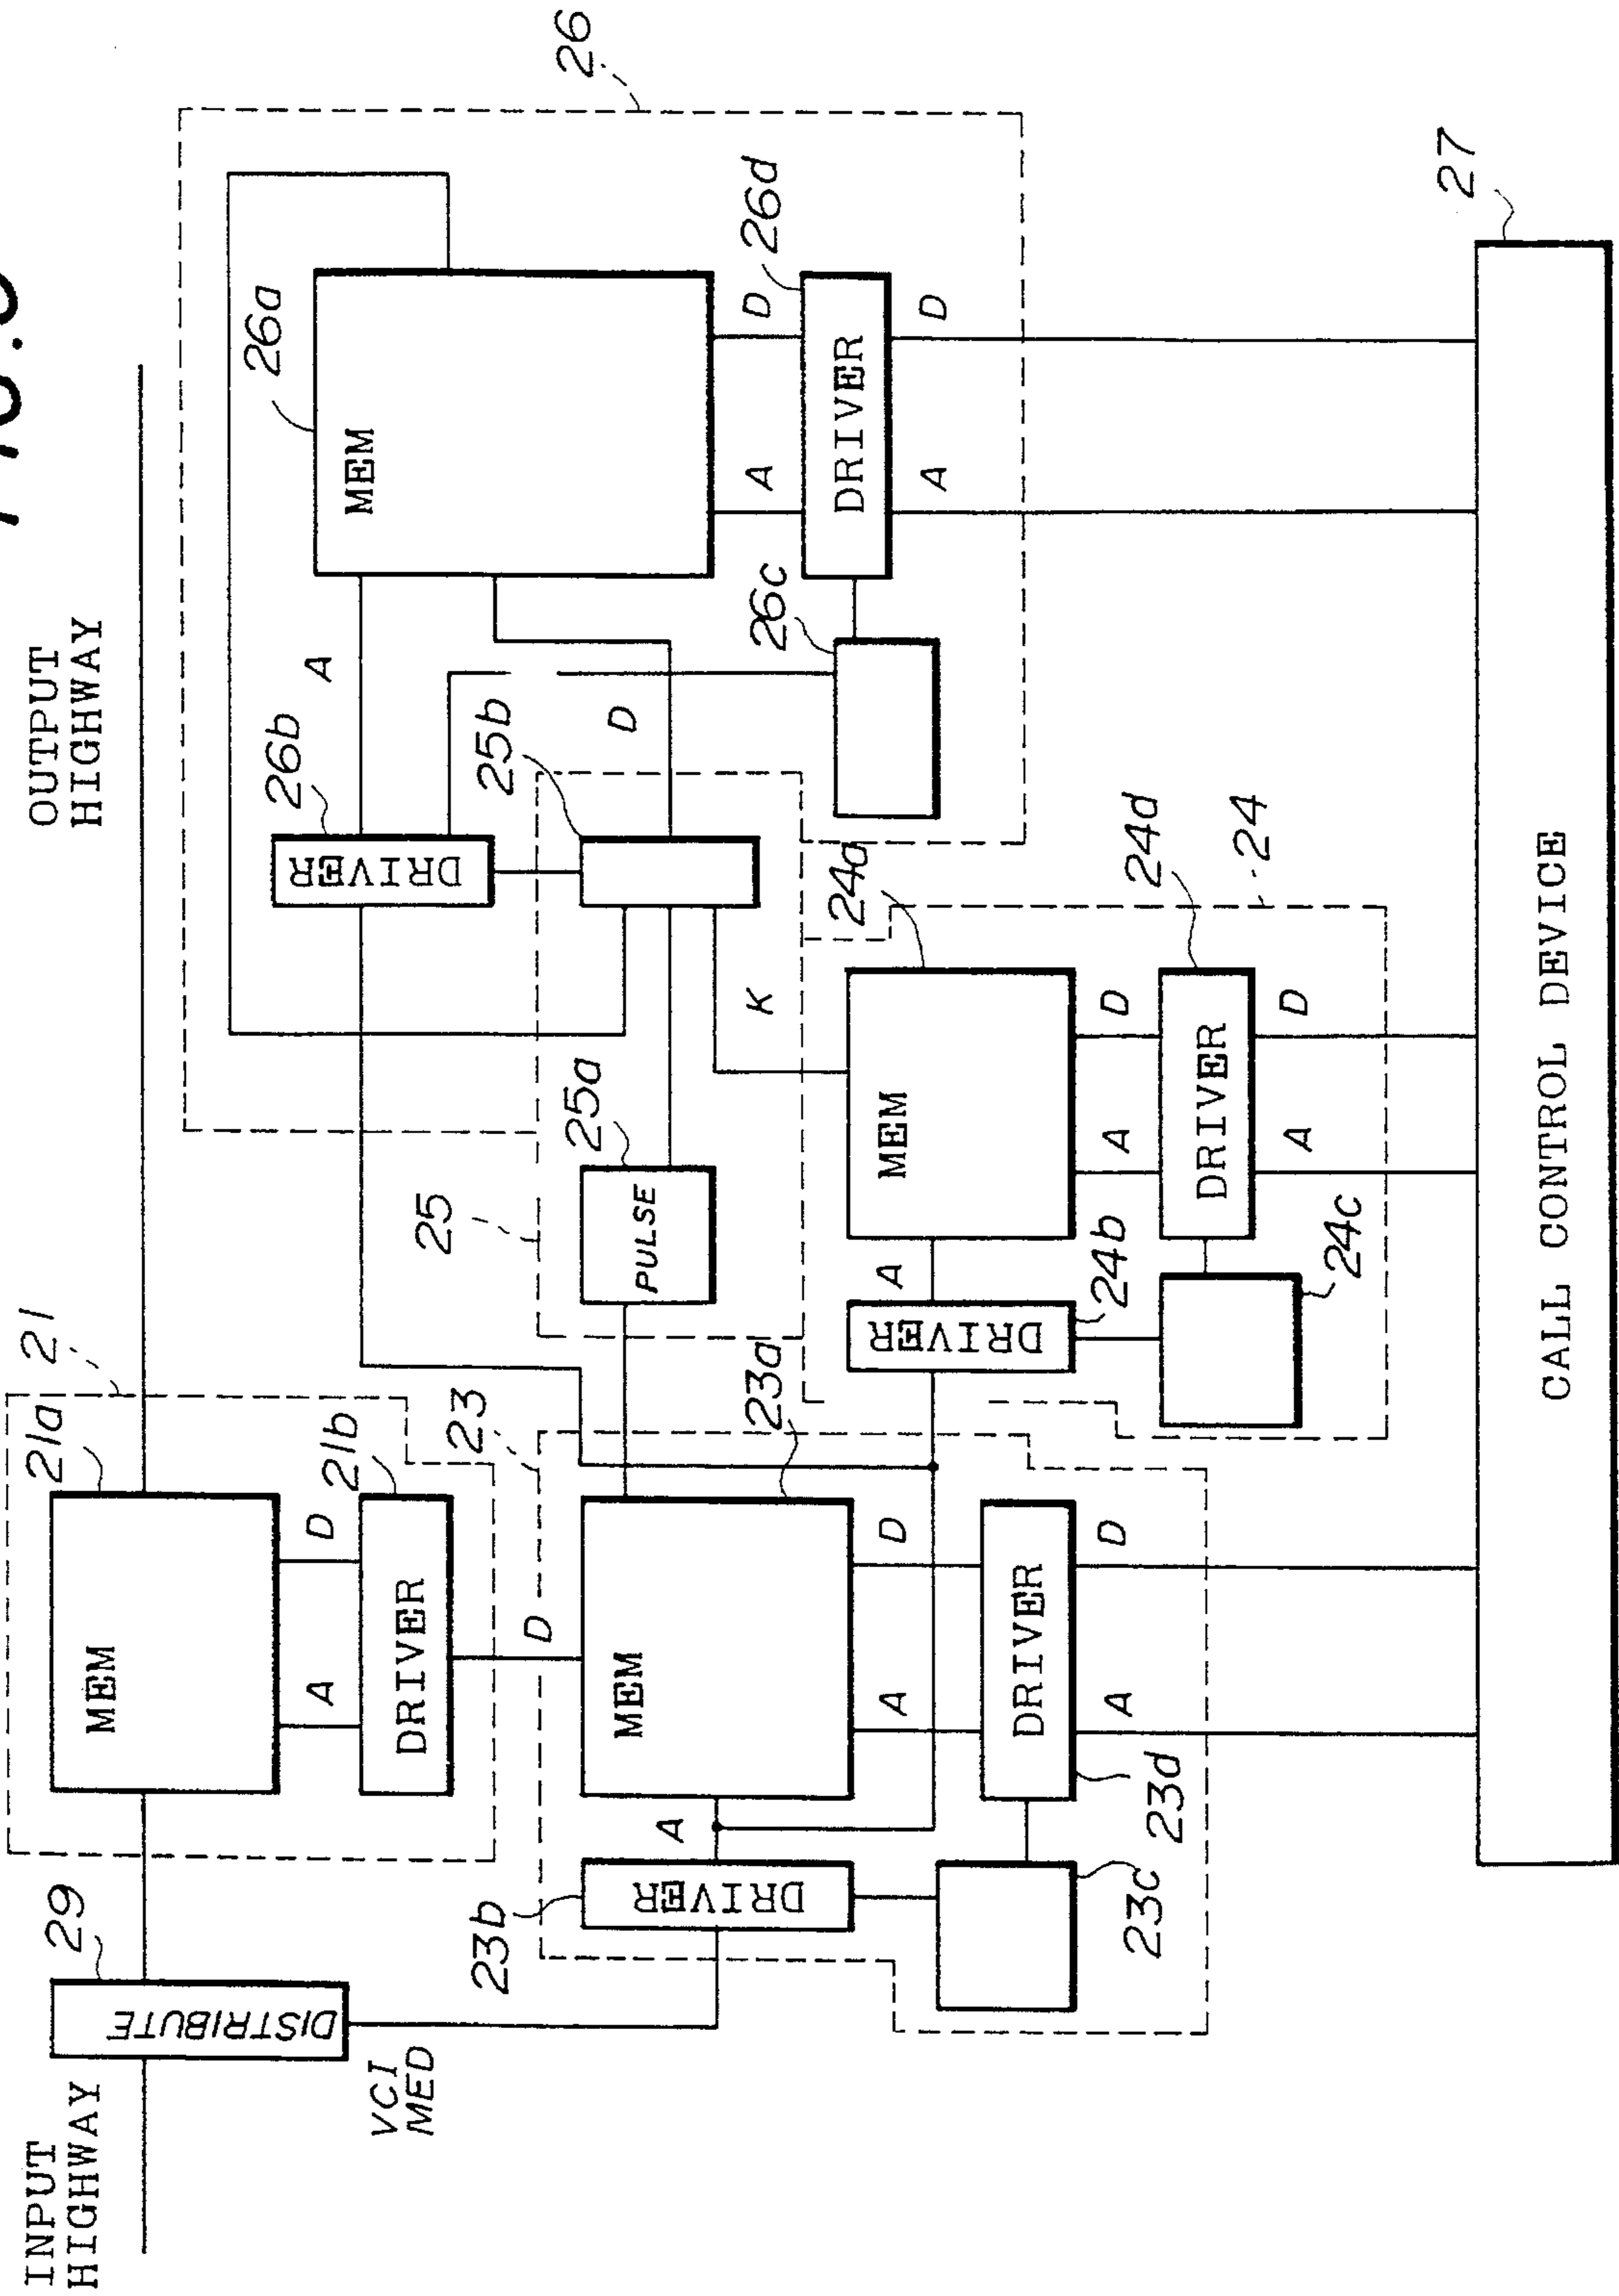 OUTPUT
HIGHWAY
INPUT
HIGHWAY
29
DISTRIBUTE
VCI
MED
21
21a
MEM
A
D
21b
DRIVER
D
23
23a
MEM
23b
DRIVER
A
A
D
DRIVER
23d
23c
A
D
25
25a
PULSE
25b
K
26
26a
MEM
26b
DRIVER
A
D
26c
A
D
26d
DRIVER
A
D
24
24a
MEM
24b
DRIVER
A
24c
A
D
24d
DRIVER
A
D
27
CALL CONTROL DEVICE